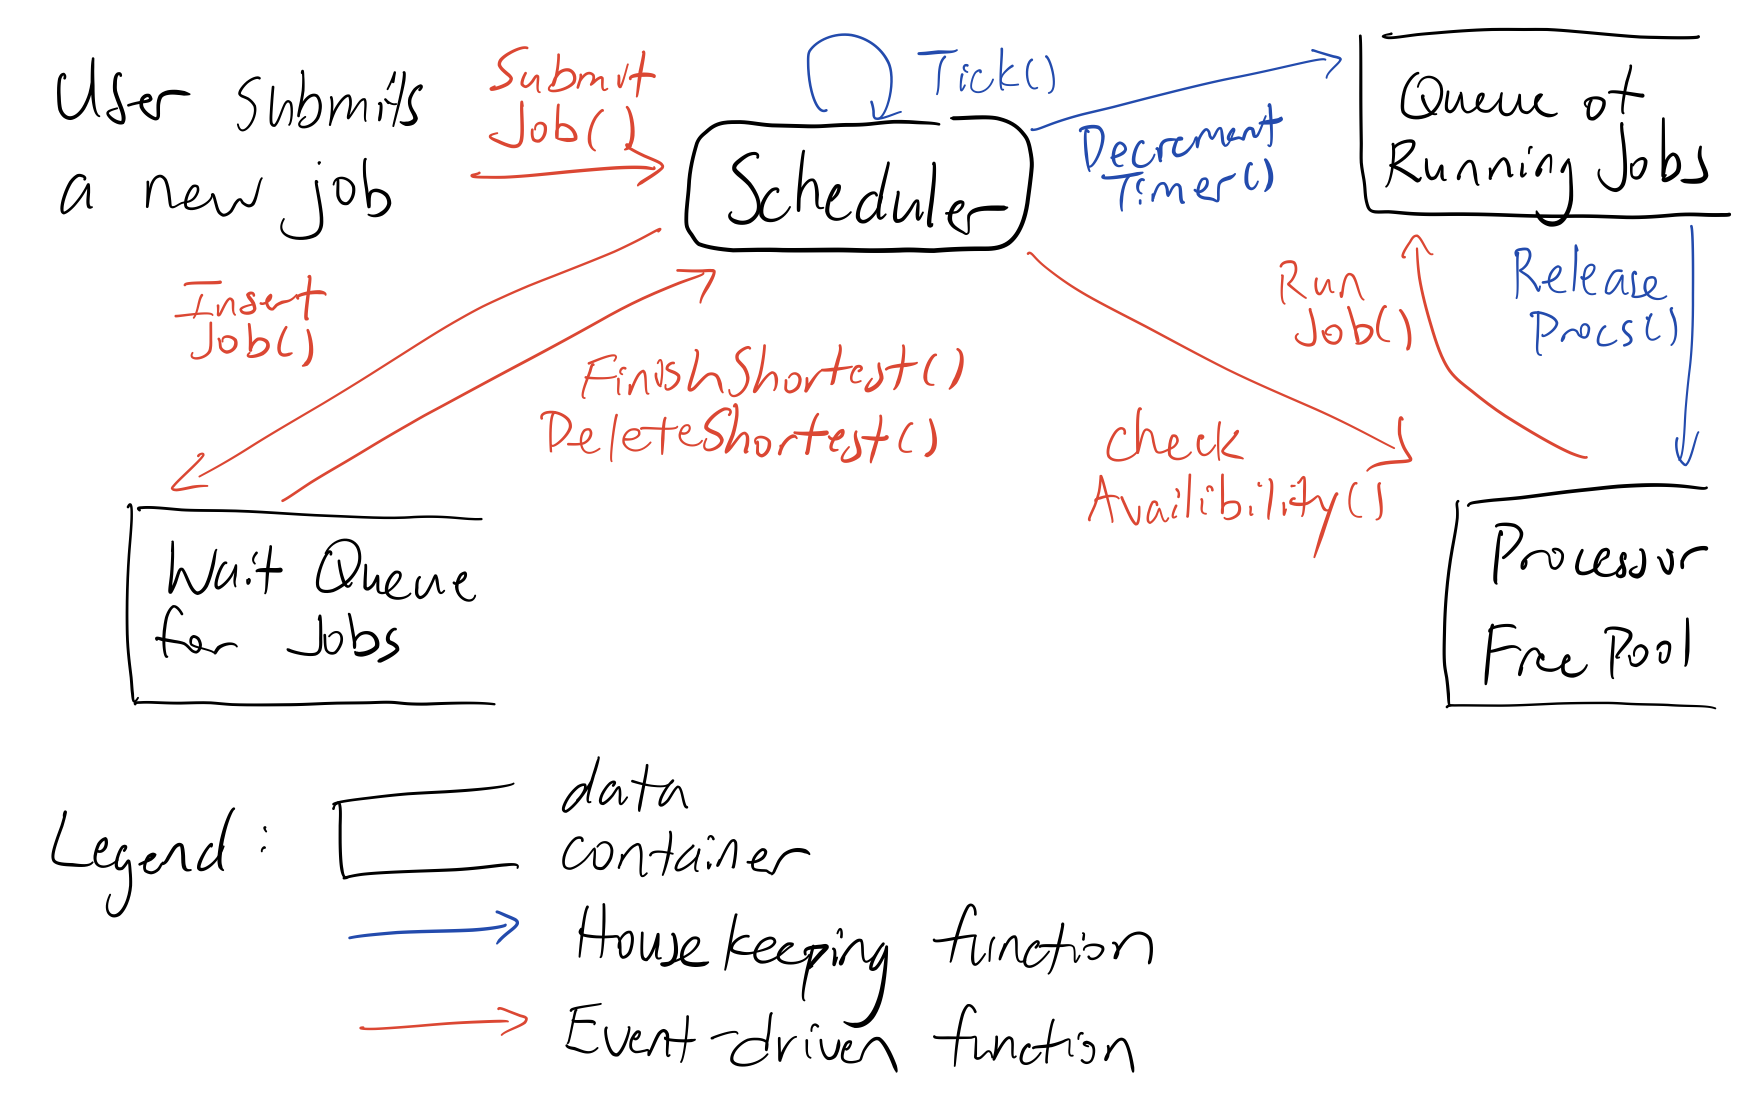 User submits
a new job
Submit
Job()
Tick()
Scheduler
Decrement
Timer()
Queue of
Running Jobs
Insert
Job()
FinishShortest()
DeleteShortest()
Check
Availibility()
Run
Job()
Release
Procs()
Wait Queue
for Jobs
Processor
Free Pool
Legend:
data
container
Housekeeping function
Event-driven function